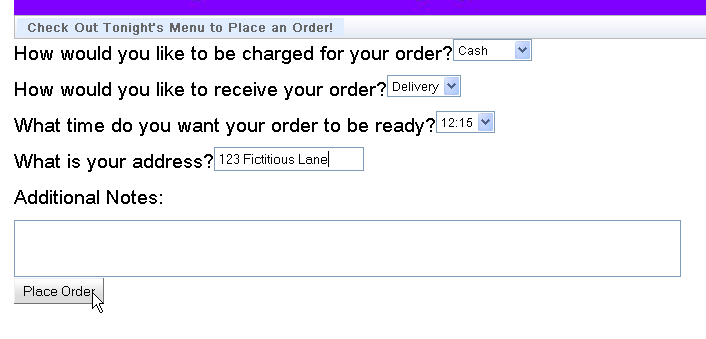 Check Out Tonight's Menu to Place an Order!
How would you like to be charged for your order? Cash
How would you like to receive your order? Delivery
What time do you want your order to be ready? 12:15
What is your address? 123 Fictitious Lane
Additional Notes:
Place Order